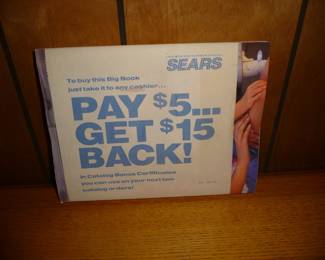 SEARS
To buy this Big Book
just take it to any cashier...
PAY $5...
GET $15
BACK!
in Catalog Bonus Certificates
you can use on your next two
catalog orders!